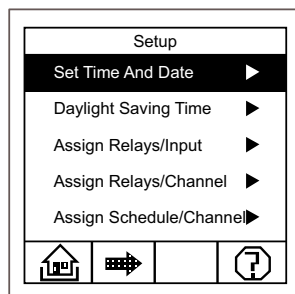 Setup
Set Time And Date
Daylight Saving Time
Assign Relays/Input
Assign Relays/Channel
Assign Schedule/Channel
?